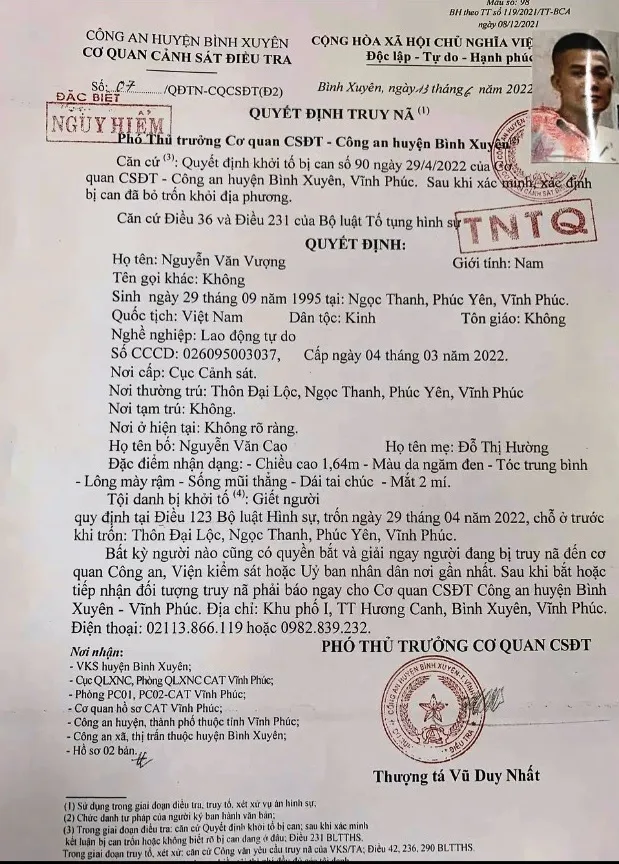 Mẫu số: 98
BH theo TT số 119/2021/TT-BCA
ngày 08/12/2021
CÔNG AN HUYỆN BÌNH XUYÊN
CƠ QUAN CẢNH SÁT ĐIỀU TRA
CỘNG HÒA XÃ HỘI CHỦ NGHĨA VIỆ
Độc lập - Tự do - Hạnh phúc
Số: 07 /QĐTN-CQCSĐT(Đ2)
Bình Xuyên, ngày 13 tháng 6 năm 2022
ĐẶC BIỆT
NGUY HIỂM
QUYẾT ĐỊNH TRUY NÃ (1)
Phó Thủ trưởng Cơ quan CSĐT - Công an huyện Bình Xuyên(2)
Căn cứ (3): Quyết định khởi tố bị can số 90 ngày 29/4/2022 của Cơ
quan CSĐT - Công an huyện Bình Xuyên, Vĩnh Phúc. Sau khi xác minh, xác định
bị can đã bỏ trốn khỏi địa phương.
Căn cứ Điều 36 và Điều 231 của Bộ luật Tố tụng hình sự
TNTQ
QUYẾT ĐỊNH:
Họ tên: Nguyễn Văn Vượng Giới tính: Nam
Tên gọi khác: Không
Sinh ngày 29 tháng 09 năm 1995 tại: Ngọc Thanh, Phúc Yên, Vĩnh Phúc.
Quốc tịch: Việt Nam Dân tộc: Kinh Tôn giáo: Không
Nghề nghiệp: Lao động tự do
Số CCCD: 026095003037, Cấp ngày 04 tháng 03 năm 2022.
Nơi cấp: Cục Cảnh sát.
Nơi thường trú: Thôn Đại Lộc, Ngọc Thanh, Phúc Yên, Vĩnh Phúc
Nơi tạm trú: Không.
Nơi ở hiện tại: Không rõ ràng.
Họ tên bố: Nguyễn Văn Cao Họ tên mẹ: Đỗ Thị Hường
Đặc điểm nhận dạng: - Chiều cao 1,64m - Màu da ngăm đen - Tóc trung bình
- Lông mày rậm - Sống mũi thẳng - Dái tai chúc - Mắt 2 mí.
Tội danh bị khởi tố (4): Giết người
quy định tại Điều 123 Bộ luật Hình sự, trốn ngày 29 tháng 04 năm 2022, chỗ ở trước
khi trốn: Thôn Đại Lộc, Ngọc Thanh, Phúc Yên, Vĩnh Phúc.
Bất kỳ người nào cũng có quyền bắt và giải ngay người đang bị truy nã đến cơ
quan Công an, Viện kiểm sát hoặc Uỷ ban nhân dân nơi gần nhất. Sau khi bắt hoặc
tiếp nhận đối tượng truy nã phải báo ngay cho Cơ quan CSĐT Công an huyện Bình
Xuyên - Vĩnh Phúc. Địa chỉ: Khu phố I, TT Hương Canh, Bình Xuyên, Vĩnh Phúc.
Điện thoại: 02113.866.119 hoặc 0982.839.232.
Nơi nhận:
- VKS huyện Bình Xuyên;
- Cục QLXNC, Phòng QLXNC CAT Vĩnh Phúc;
- Phòng PC01, PC02-CAT Vĩnh Phúc;
- Cơ quan hồ sơ CAT Vĩnh Phúc;
- Công an huyện, thành phố thuộc tỉnh Vĩnh Phúc;
- Công an xã, thị trấn thuộc huyện Bình Xuyên;
- Hồ sơ 02 bản.
PHÓ THỦ TRƯỞNG CƠ QUAN CSĐT
Thượng tá Vũ Duy Nhất
(1) Sử dụng trong giai đoạn điều tra, truy tố, xét xử vụ án hình sự;
(2) Chức danh tư pháp của người ký ban hành văn bản;
(3) Trong giai đoạn điều tra: căn cứ Quyết định khởi tố bị can; sau khi xác minh
kết luận bị can trốn hoặc không biết rõ bị can đang ở đâu; Điều 231 BLTTHS.
Trong giai đoạn truy tố, xét xử: căn cứ Công văn yêu cầu truy nã của VKS/TA; Điều 42, 236, 290 BLTTHS.